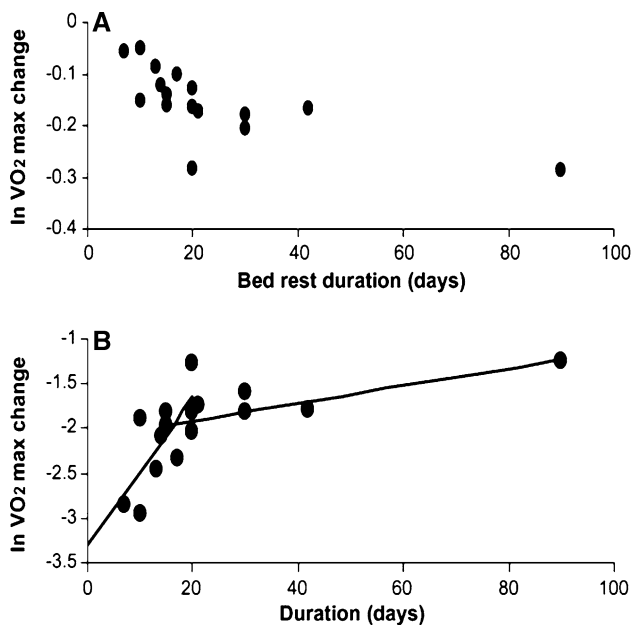 A
0
-0.1
-0.2
-0.3
-0.4
ln VO2 max change
0 20 40 60 80 100
Bed rest duration (days)
B
-1
-1.5
-2
-2.5
-3
-3.5
ln VO2 max change
0 20 40 60 80 100
Duration (days)